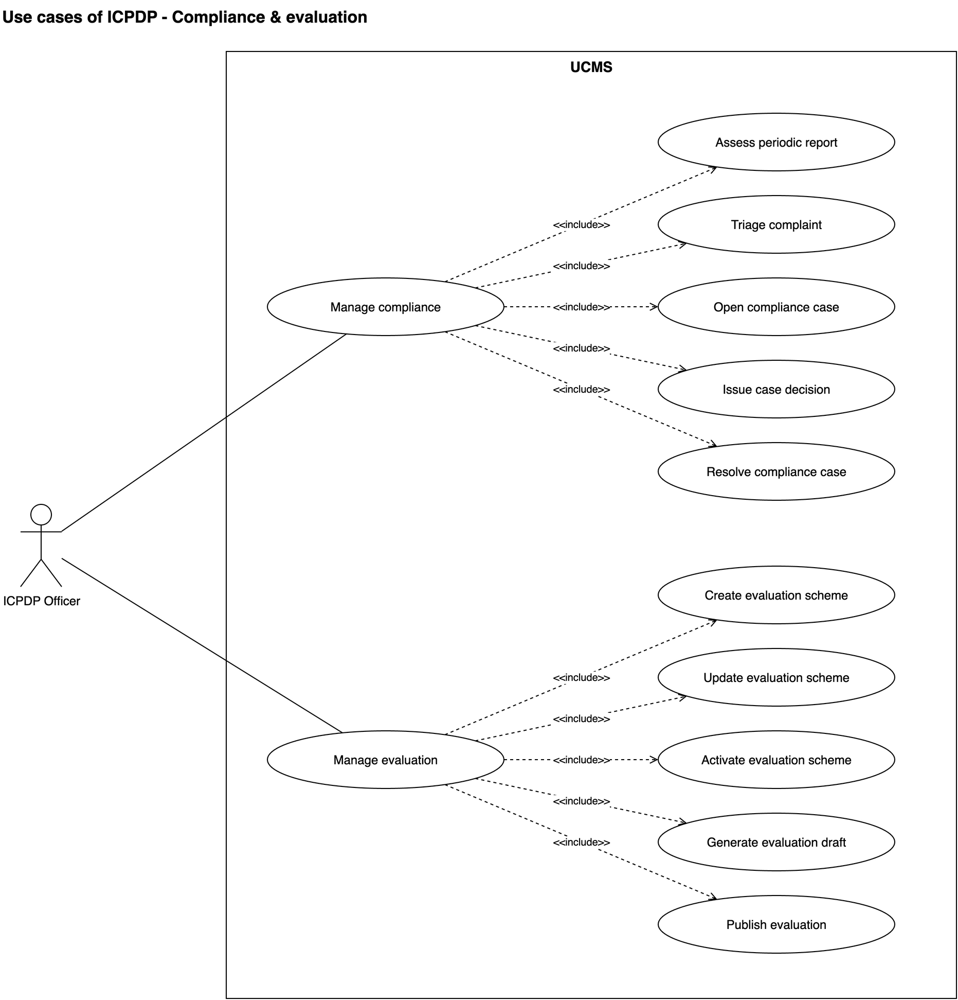 Use cases of ICPDP - Compliance & evaluation
UCMS
Assess periodic report
<<include>>
Triage complaint
<<include>>
Manage compliance
<<include>>
Open compliance case
<<include>>
Issue case decision
<<include>>
Resolve compliance case
ICPDP Officer
Create evaluation scheme
<<include>>
Update evaluation scheme
<<include>>
Manage evaluation
<<include>>
Activate evaluation scheme
<<include>>
Generate evaluation draft
<<include>>
Publish evaluation